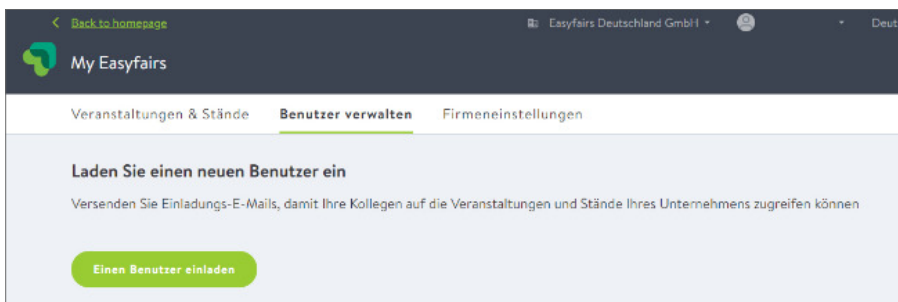 Back to homepage
Easyfairs Deutschland GmbH
Deut
My Easyfairs
Veranstaltungen & Stände Benutzer verwalten Firmeneinstellungen
Laden Sie einen neuen Benutzer ein
Versenden Sie Einladungs-E-Mails, damit Ihre Kollegen auf die Veranstaltungen und Stände Ihres Unternehmens zugreifen können
Einen Benutzer einladen